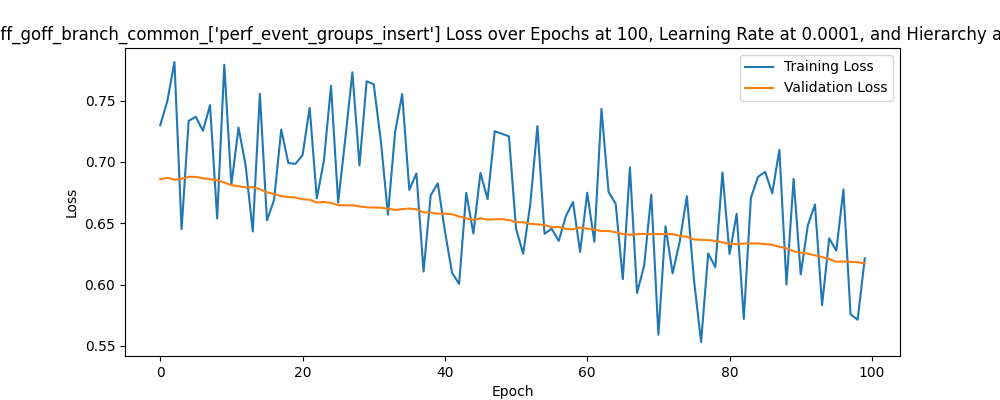 ff_goff_branch_common_['perf_event_groups_insert'] Loss over Epochs at 100, Learning Rate at 0.0001, and Hierarchy a
Training Loss
Validation Loss
0.75
0.70
0.65
0.60
0.55
Loss
0 20 40 60 80 100
Epoch